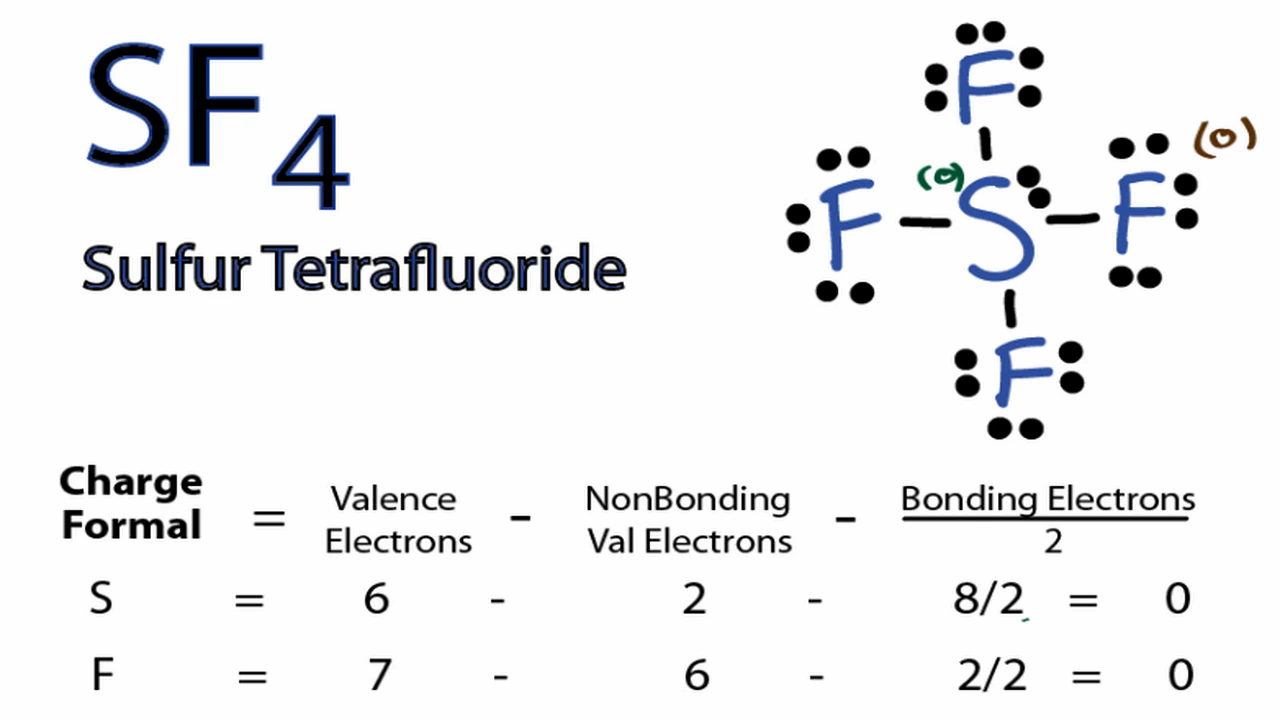 SF4
Sulfur Tetrafluoride
F
(0)
(0)
F - S - F
F
Charge Formal = Valence Electrons - NonBonding Val Electrons - Bonding Electrons / 2
S = 6 - 2 - 8/2 = 0
F = 7 - 6 - 2/2 = 0